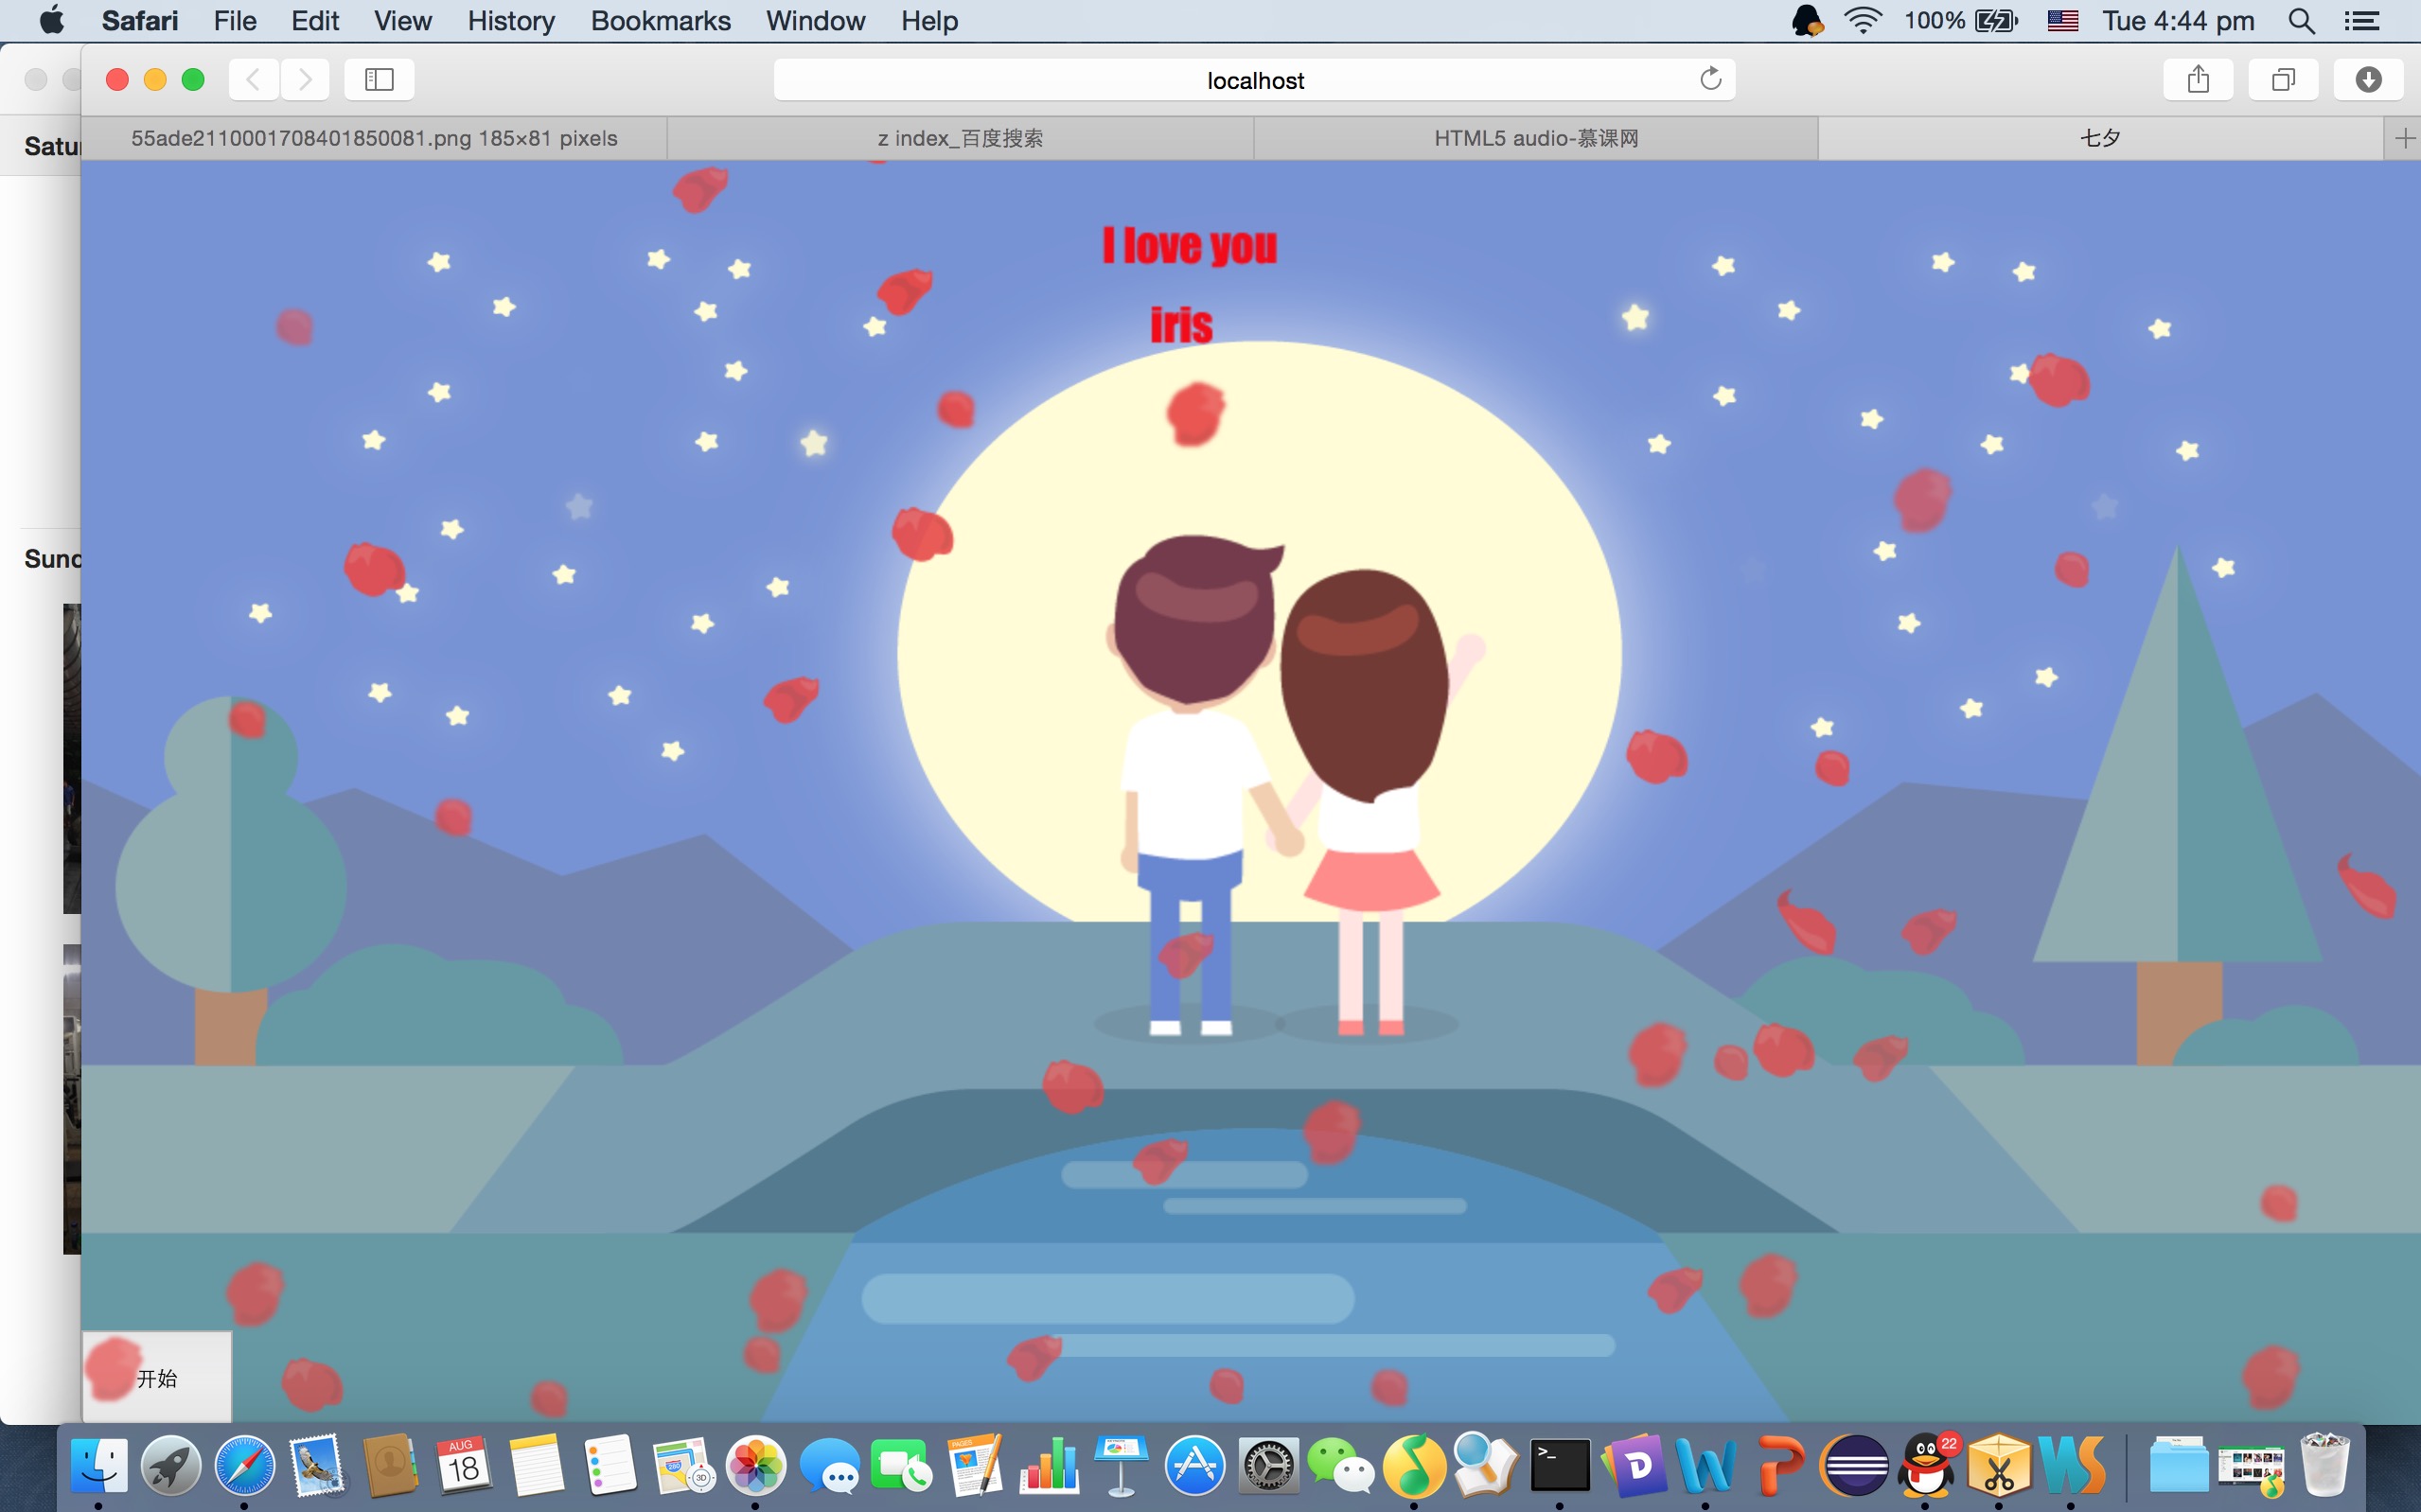 Safari File Edit View History Bookmarks Window Help 100% Tue 4:44 pm
localhost
55ade2110001708401850081.png 185×81 pixels
z index_百度搜索
HTML5 audio-慕课网
七夕
Satu
Sund
I love you
iris
开始
AUG
18
PAGES
3D
>_
D
22